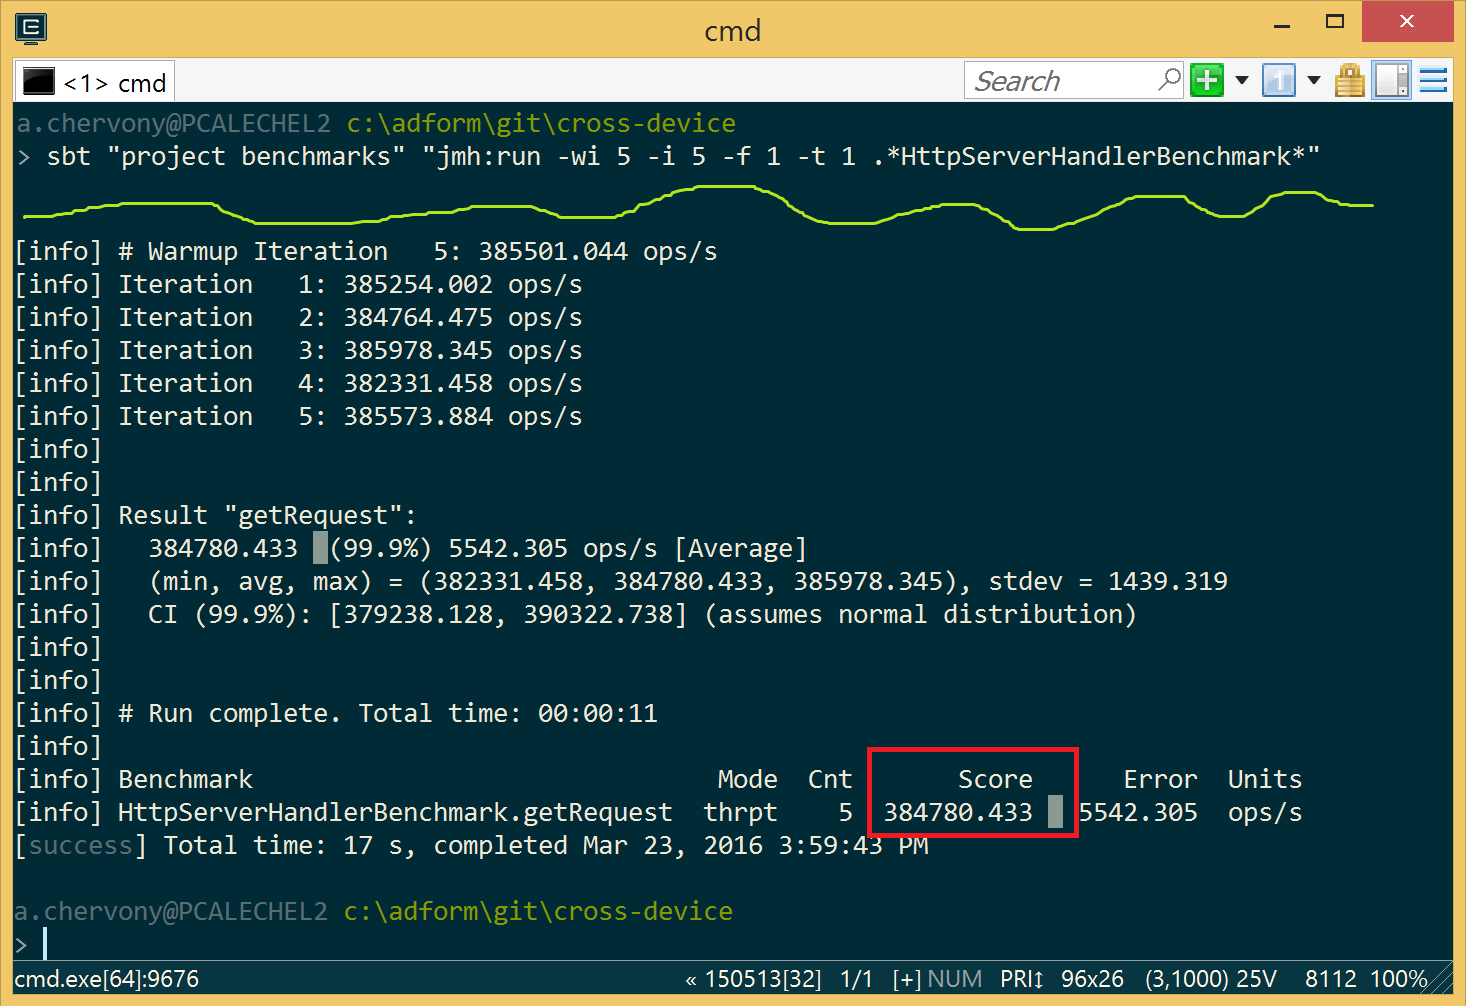 cmd
<1> cmd
Search
1
a.chervony@PCALECHEL2 c:\adform\git\cross-device
> sbt "project benchmarks" "jmh:run -wi 5 -i 5 -f 1 -t 1 .*HttpServerHandlerBenchmark*"
[info] # Warmup Iteration   5: 385501.044 ops/s
[info] Iteration   1: 385254.002 ops/s
[info] Iteration   2: 384764.475 ops/s
[info] Iteration   3: 385978.345 ops/s
[info] Iteration   4: 382331.458 ops/s
[info] Iteration   5: 385573.884 ops/s
[info]
[info]
[info] Result "getRequest":
[info]   384780.433 (99.9%) 5542.305 ops/s [Average]
[info]   (min, avg, max) = (382331.458, 384780.433, 385978.345), stdev = 1439.319
[info]   CI (99.9%): [379238.128, 390322.738] (assumes normal distribution)
[info]
[info]
[info] # Run complete. Total time: 00:00:11
[info]
[info] Benchmark Mode Cnt Score Error Units
[info] HttpServerHandlerBenchmark.getRequest thrpt 5 384780.433 5542.305 ops/s
[success] Total time: 17 s, completed Mar 23, 2016 3:59:43 PM
a.chervony@PCALECHEL2 c:\adform\git\cross-device
>
cmd.exe[64]:9676 « 150513[32] 1/1 [+] NUM PRI↕ 96x26 (3,1000) 25V 8112 100%